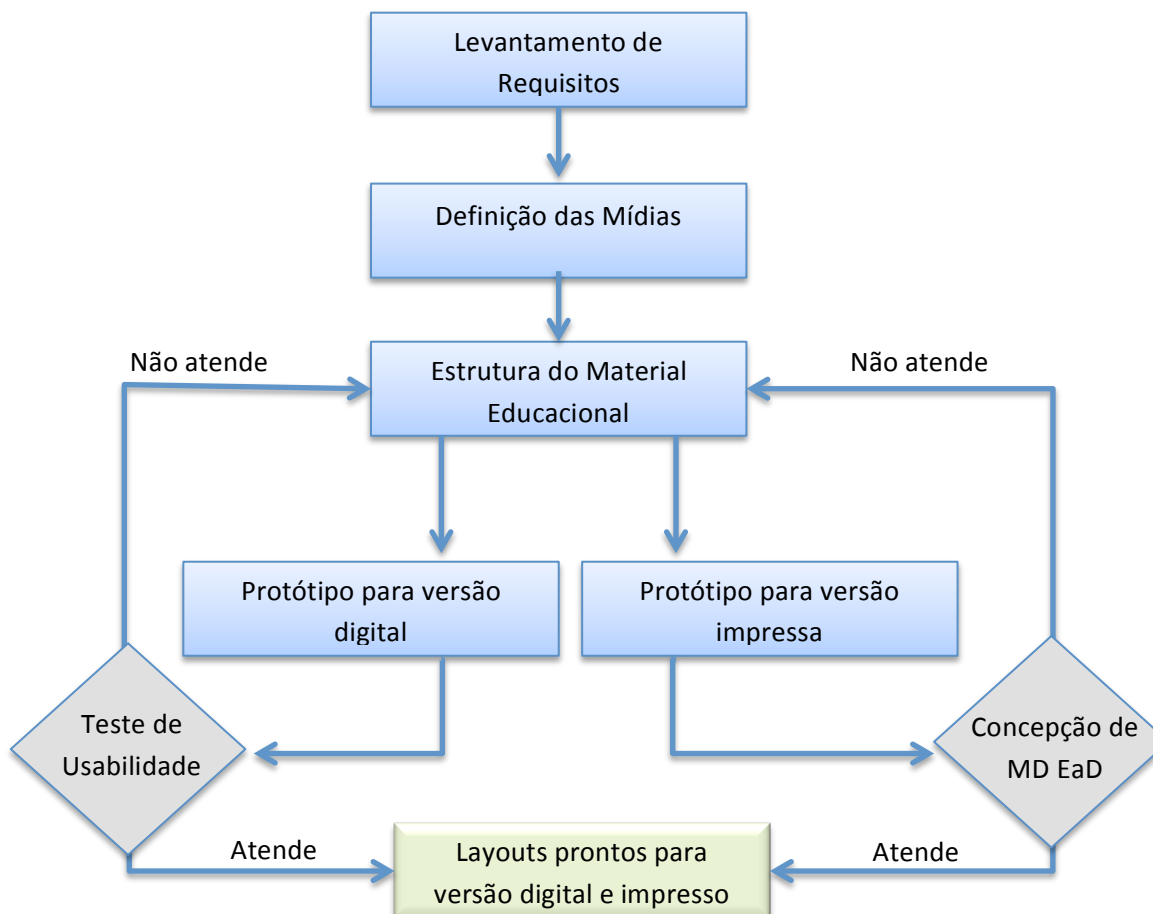 Levantamento de
Requisitos
Definição das Mídias
Não atende
Estrutura do Material
Educacional
Não atende
Protótipo para versão
digital
Protótipo para versão
impressa
Teste de
Usabilidade
Concepção de
MD EaD
Atende
Layouts prontos para
versão digital e impresso
Atende